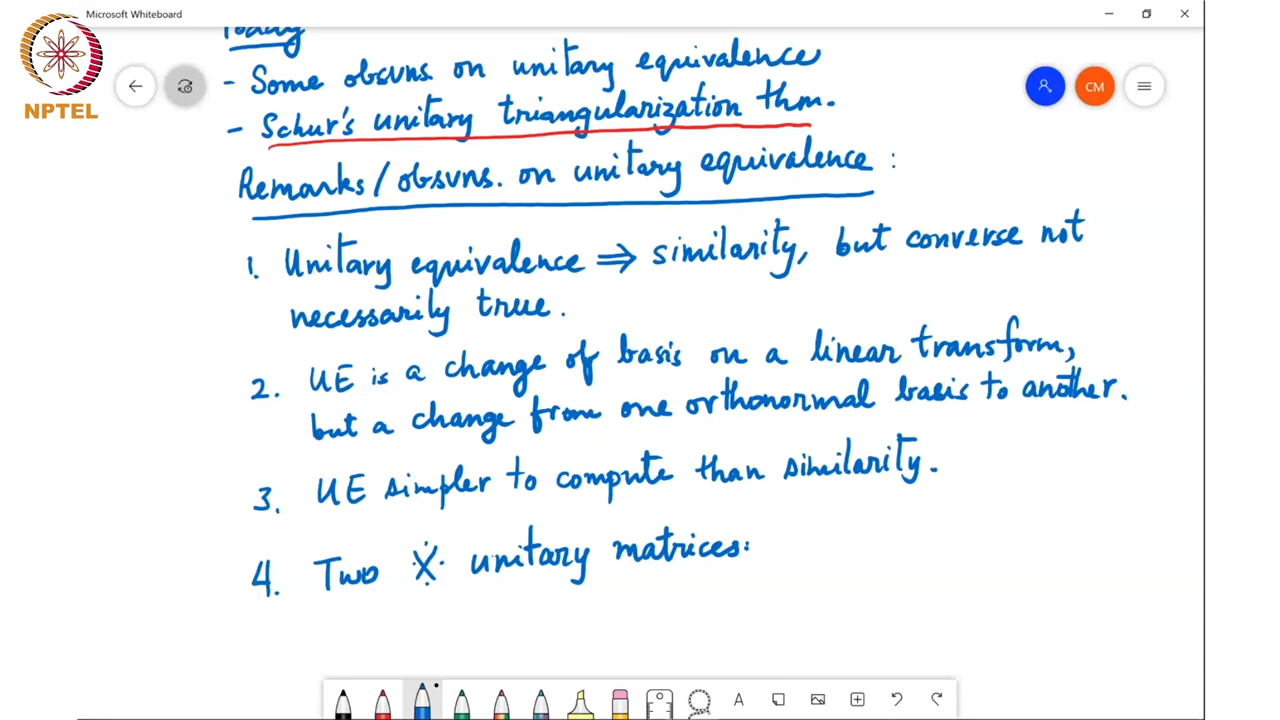 Microsoft Whiteboard
NPTEL
CM
Today
- Some obsvns. on unitary equivalence
- Schur's unitary triangularization thm.
Remarks/obsvns. on unitary equivalence :
1. Unitary equivalence ⇒ similarity, but converse not
necessarily true.
2. UE is a change of basis on a linear transform,
but a change from one orthonormal basis to another.
3. UE simpler to compute than similarity.
4. Two ※ unitary matrices:
A